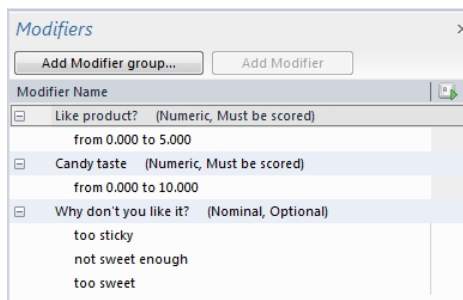 Modifiers
Add Modifier group... Add Modifier
Modifier Name
Like product? (Numeric, Must be scored)
from 0.000 to 5.000
Candy taste (Numeric, Must be scored)
from 0.000 to 10.000
Why don't you like it? (Nominal, Optional)
too sticky
not sweet enough
too sweet